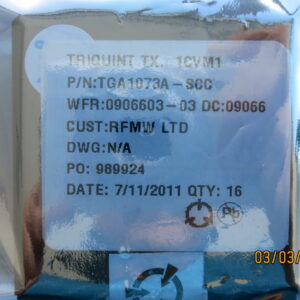 TRIQUINT TX. 1CVM1
P/N:TGA1073A-SCC
WFR:0906603-03 DC:09066
CUST:RFMW LTD
DWG:N/A
PO: 989924
DATE: 7/11/2011 QTY: 16
Pb
03/03/